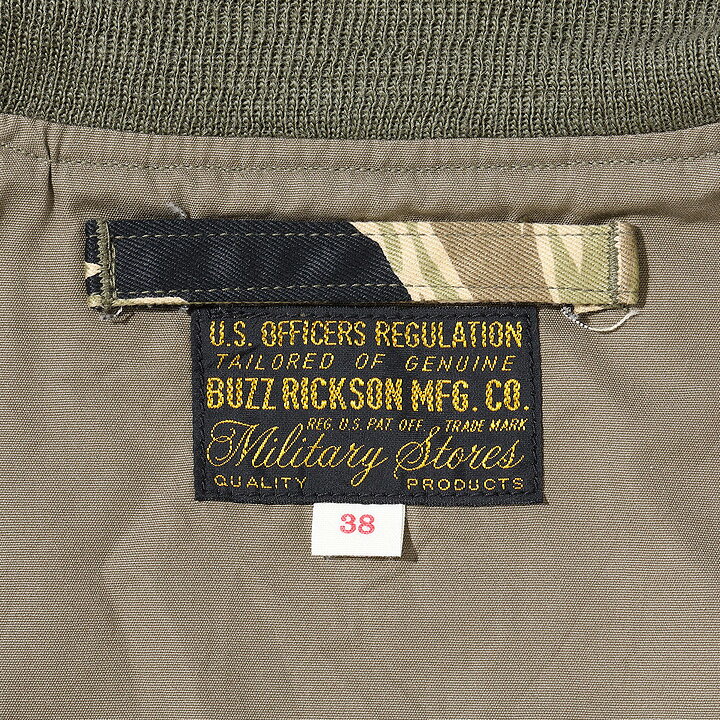 U.S. OFFICERS REGULATION
TAILORED OF GENUINE
BUZZ RICKSON MFG. CO.
REG. U.S. PAT. OFF. TRADE MARK
Military Stores
QUALITY PRODUCTS
38